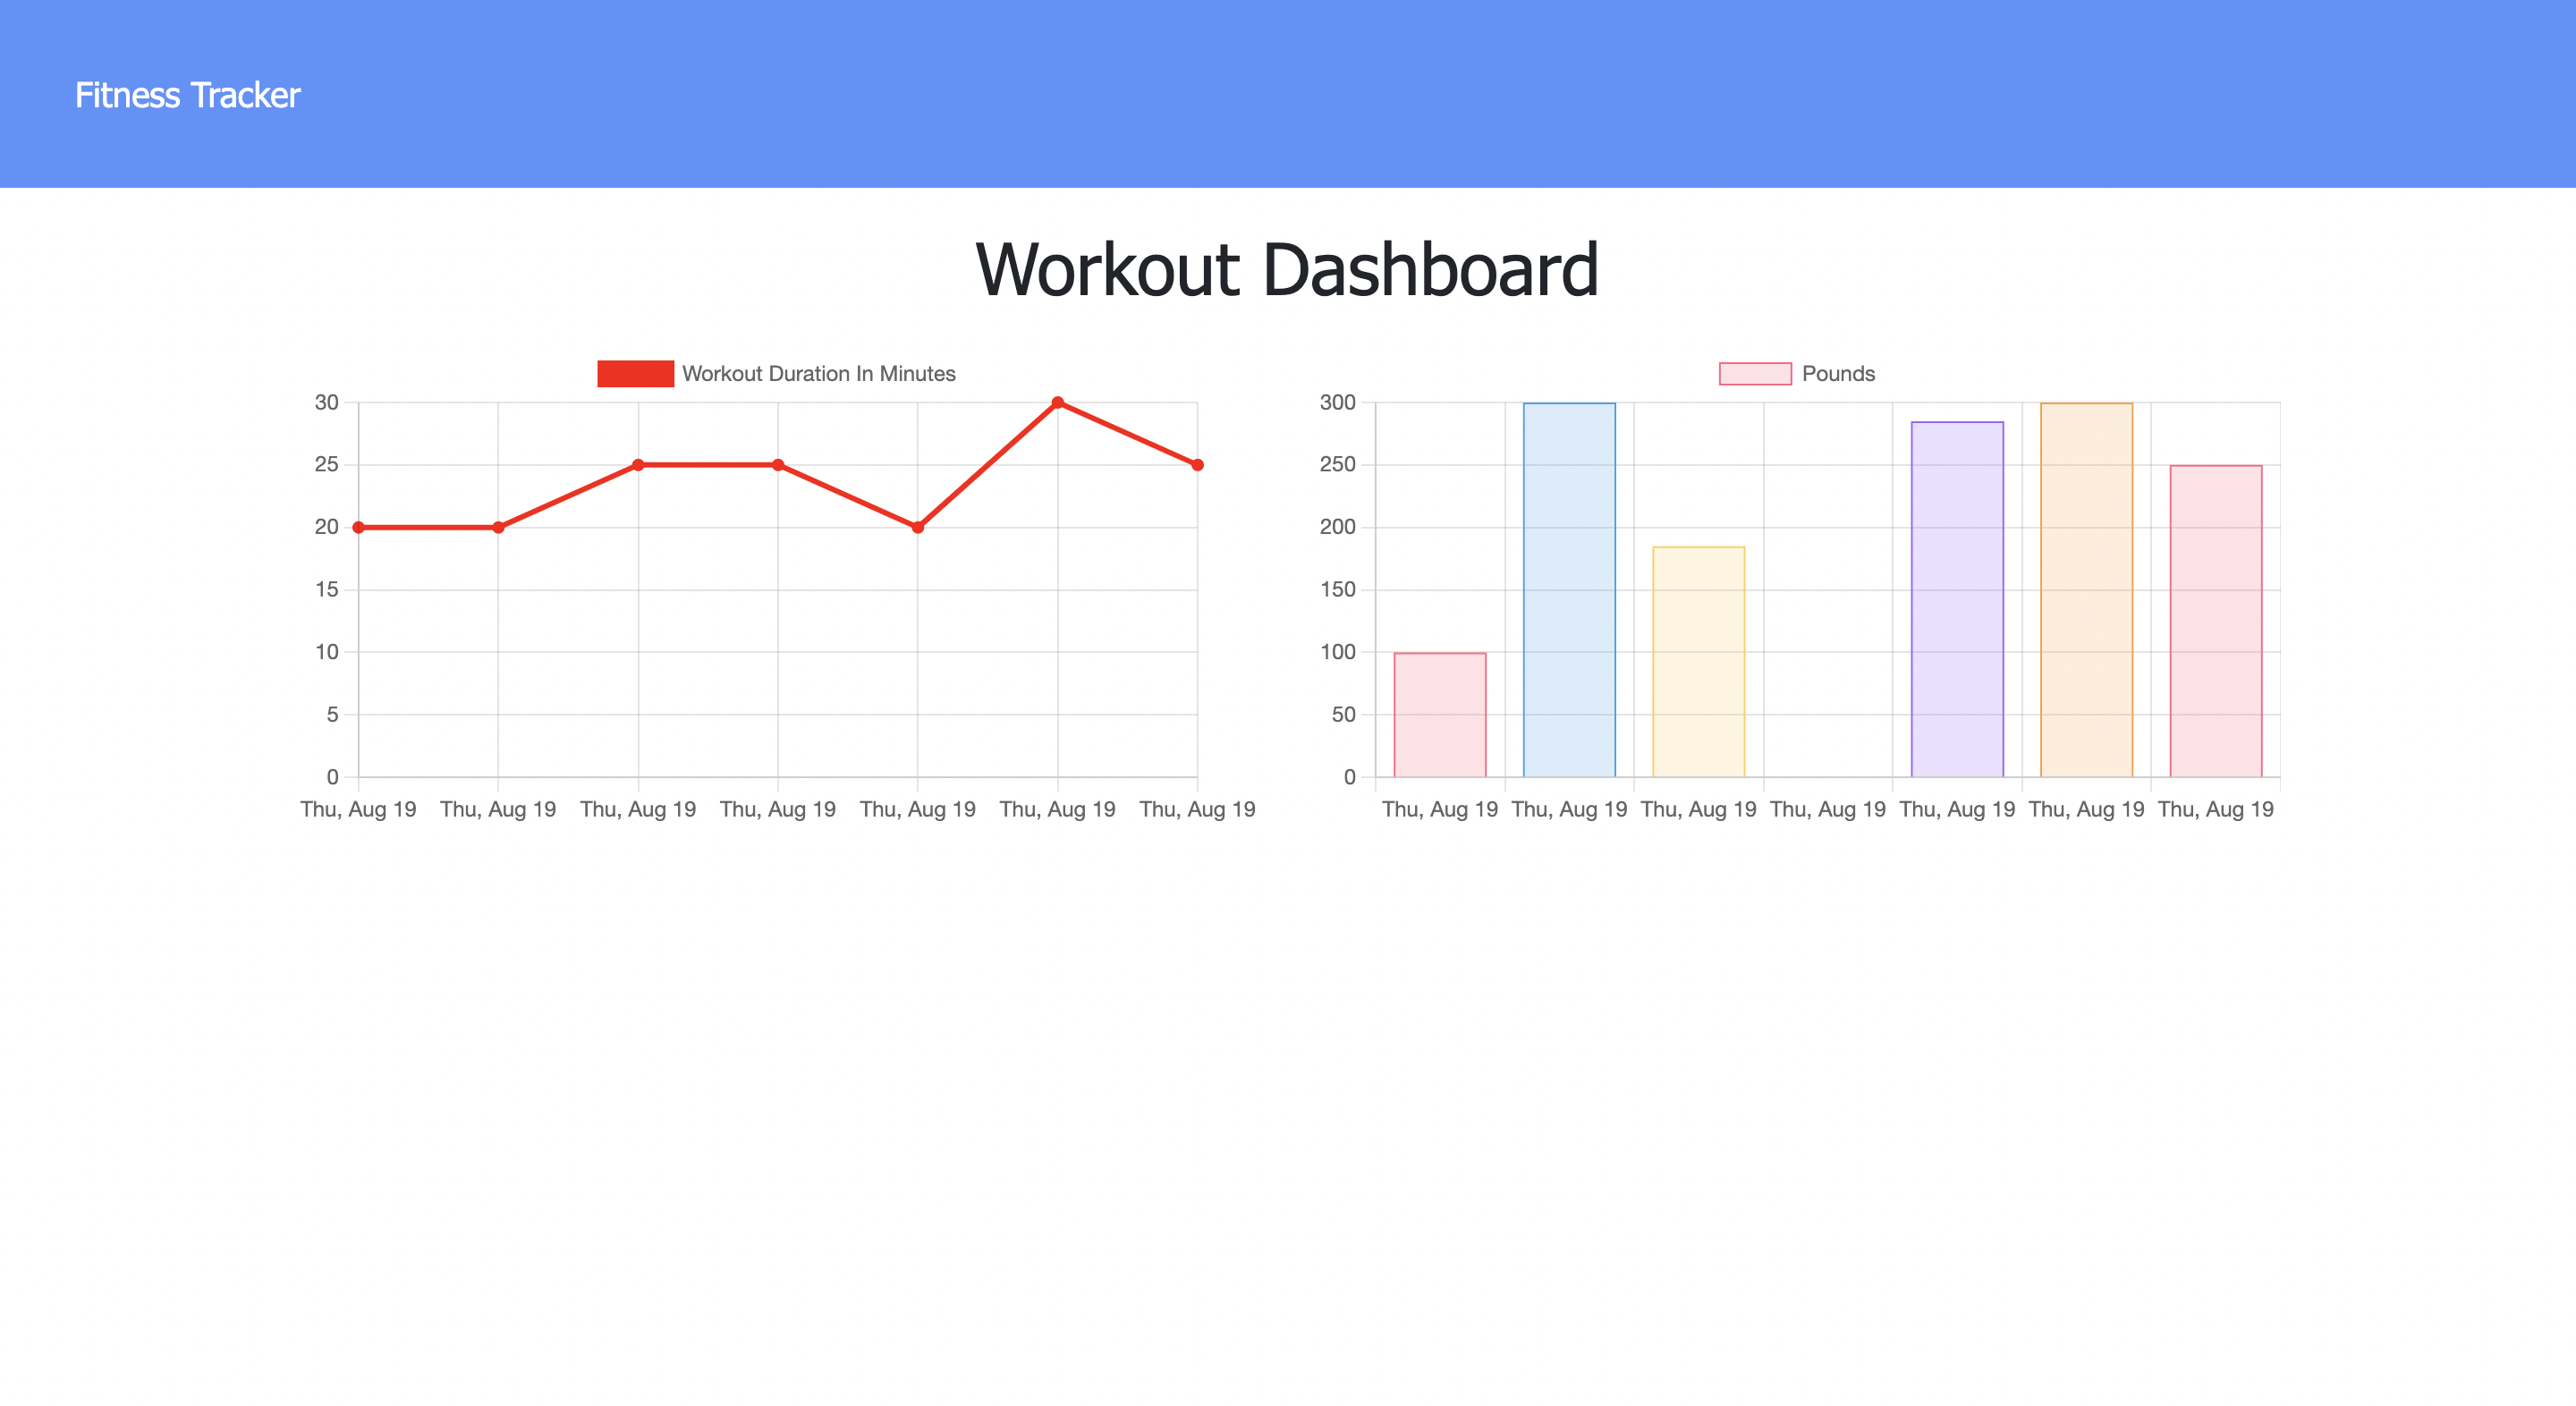 Fitness Tracker
Workout Dashboard
Workout Duration In Minutes
30
25
20
15
10
5
0
Thu, Aug 19 Thu, Aug 19 Thu, Aug 19 Thu, Aug 19 Thu, Aug 19 Thu, Aug 19 Thu, Aug 19
Pounds
300
250
200
150
100
50
0
Thu, Aug 19 Thu, Aug 19 Thu, Aug 19 Thu, Aug 19 Thu, Aug 19 Thu, Aug 19 Thu, Aug 19